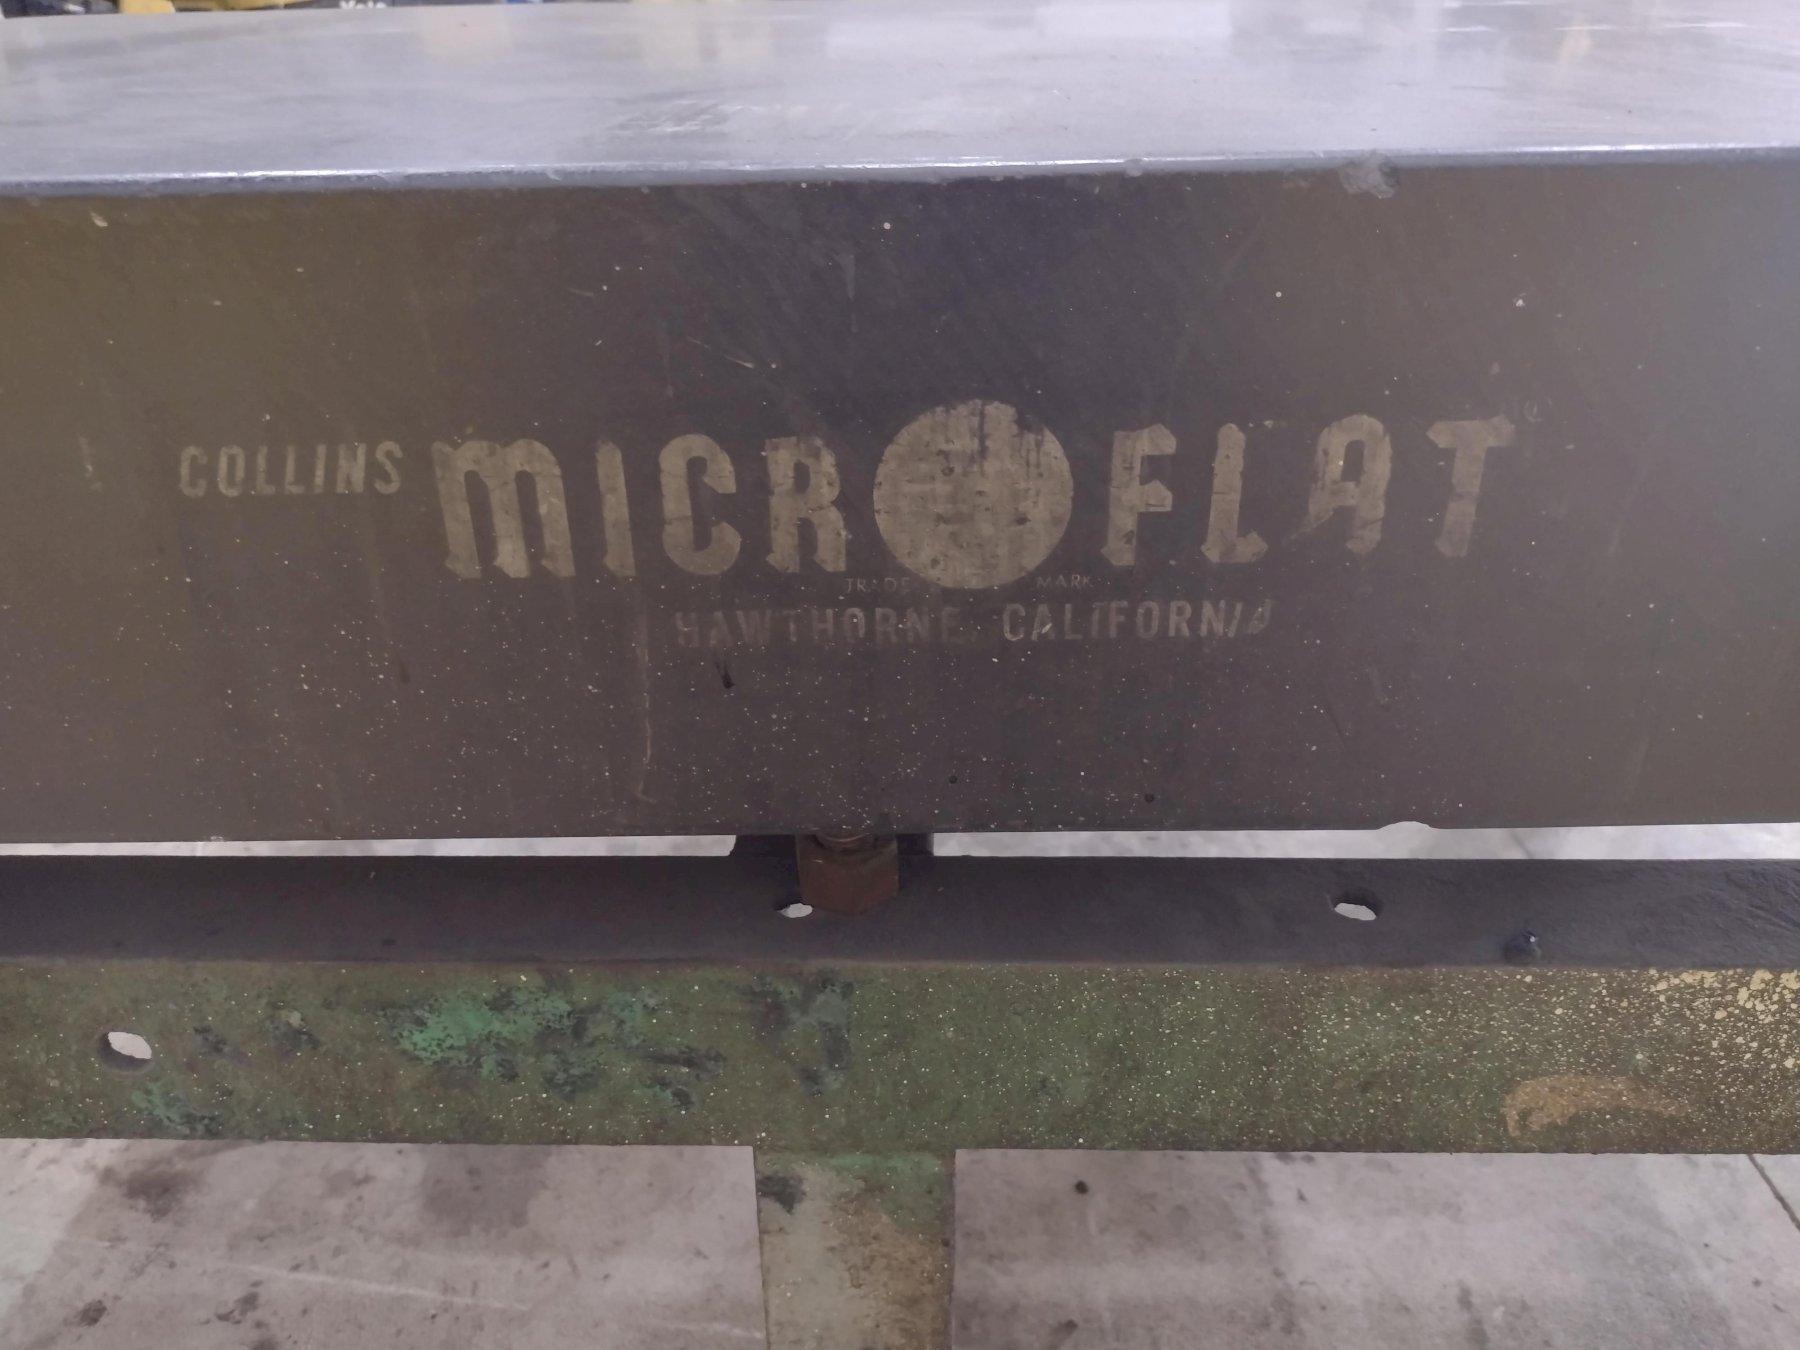 COLLINS MICROFLAT
TRADE MARK
HAWTHORNE, CALIFORNIA